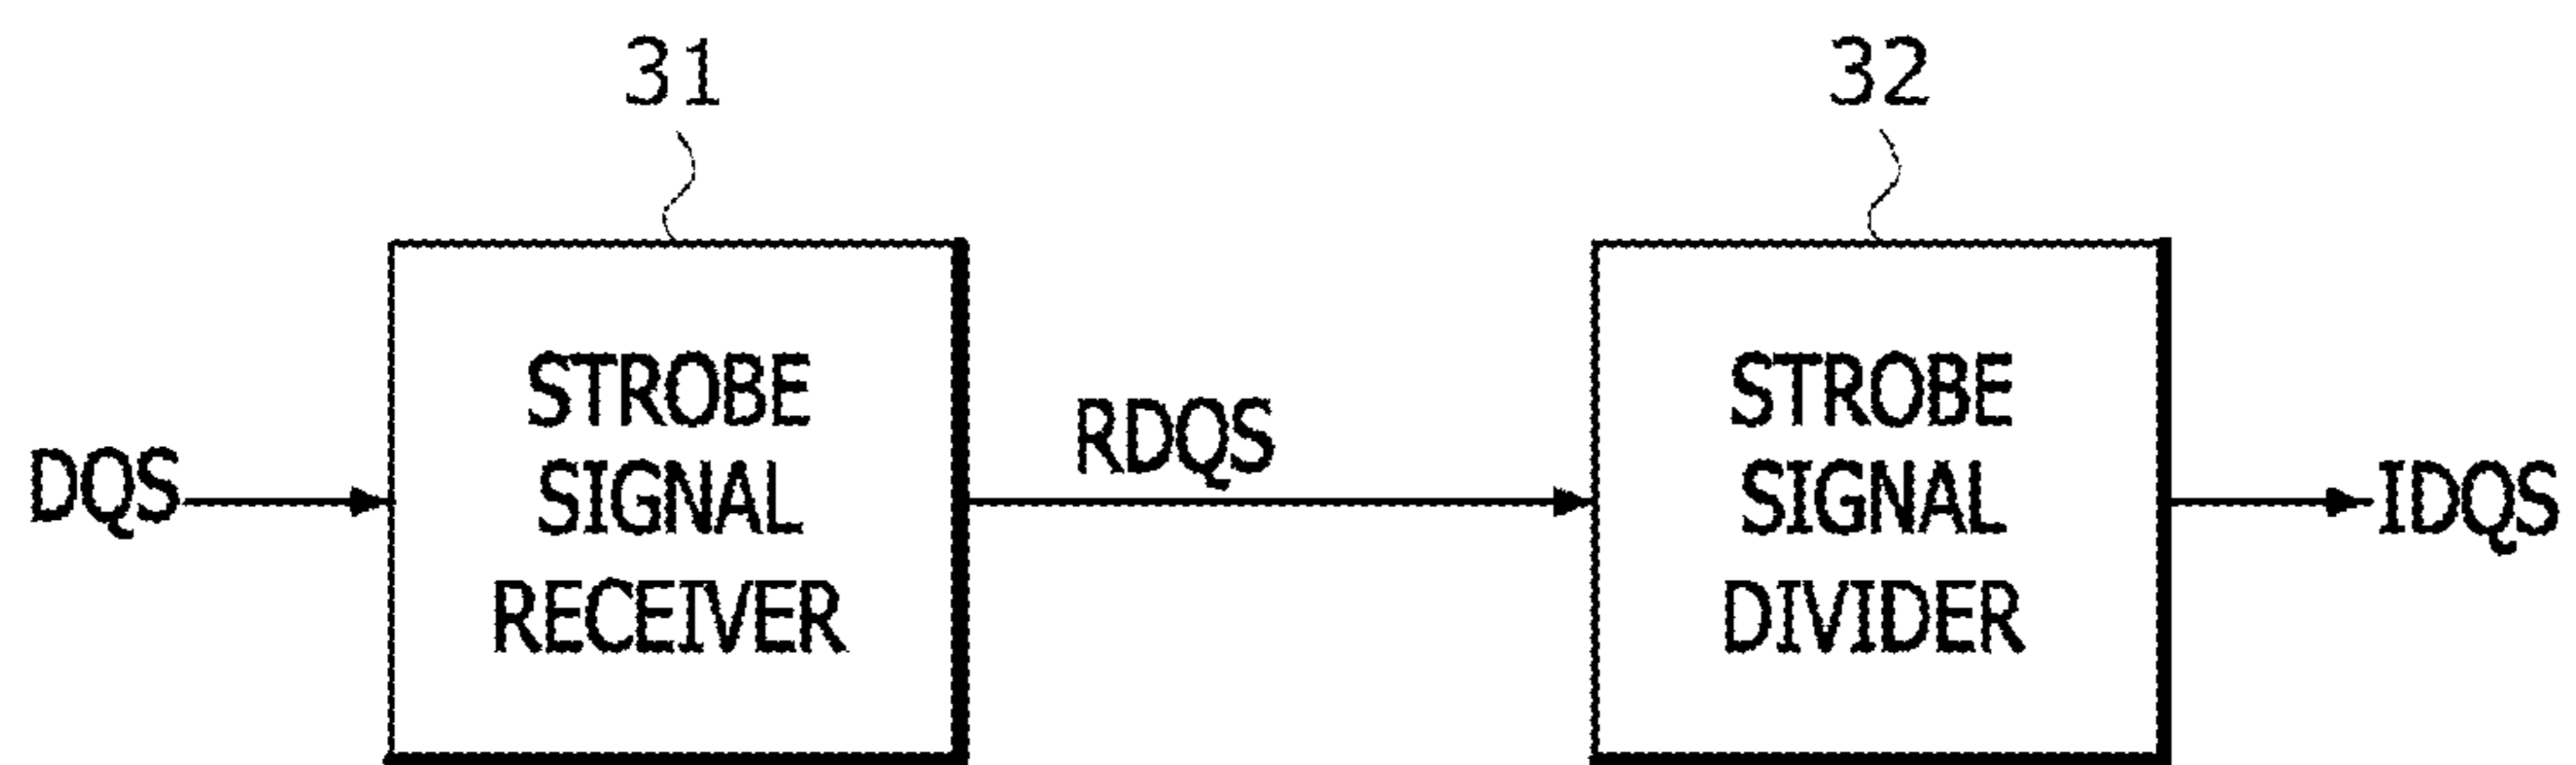 31
32
DQS
STROBE
SIGNAL
RECEIVER
RDQS
STROBE
SIGNAL
DIVIDER
IDQS